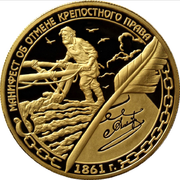 МАНИФЕСТ ОБ ОТМЕНЕ КРЕПОСТНОГО ПРАВА
1861 г.